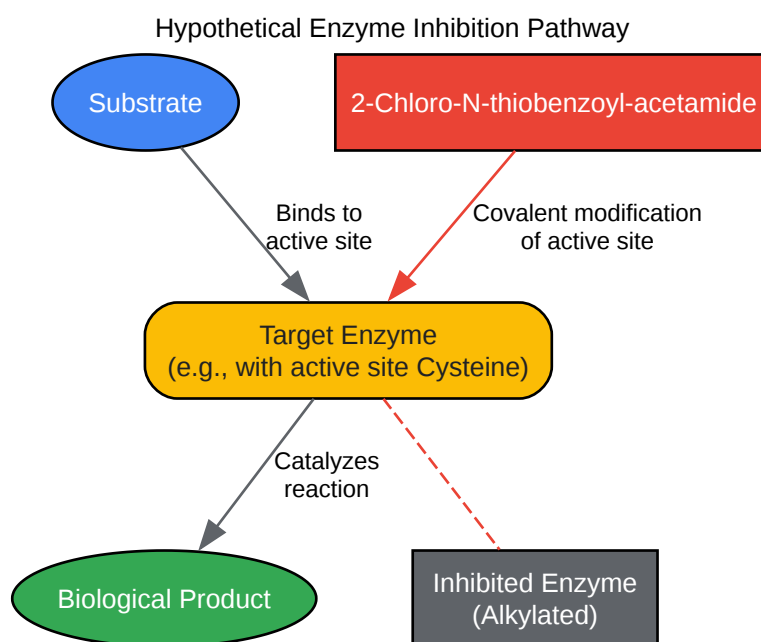 Hypothetical Enzyme Inhibition Pathway
Substrate
2-Chloro-N-thiobenzoyl-acetamide
Binds to
active site
Covalent modification
of active site
Target Enzyme
(e.g., with active site Cysteine)
Catalyzes
reaction
Biological Product
Inhibited Enzyme
(Alkylated)